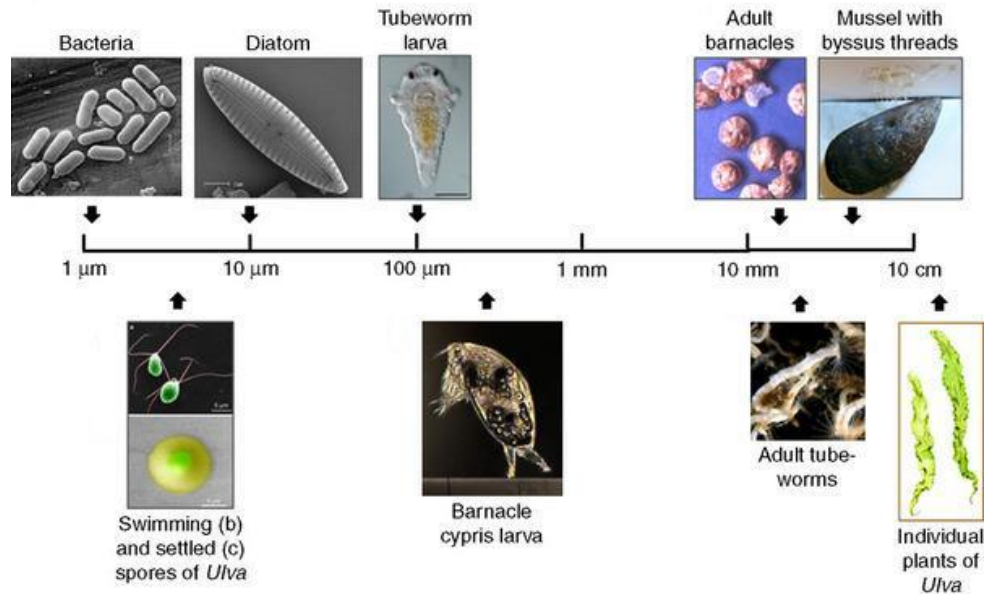 Bacteria
Diatom
Tubeworm
larva
Adult
barnacles
Mussel with
byssus threads
1 μm
10 μm
100 μm
1 mm
10 mm
10 cm
Swimming (b)
and settled (c)
spores of Ulva
Barnacle
cypris larva
Adult tube-
worms
Individual
plants of
Ulva